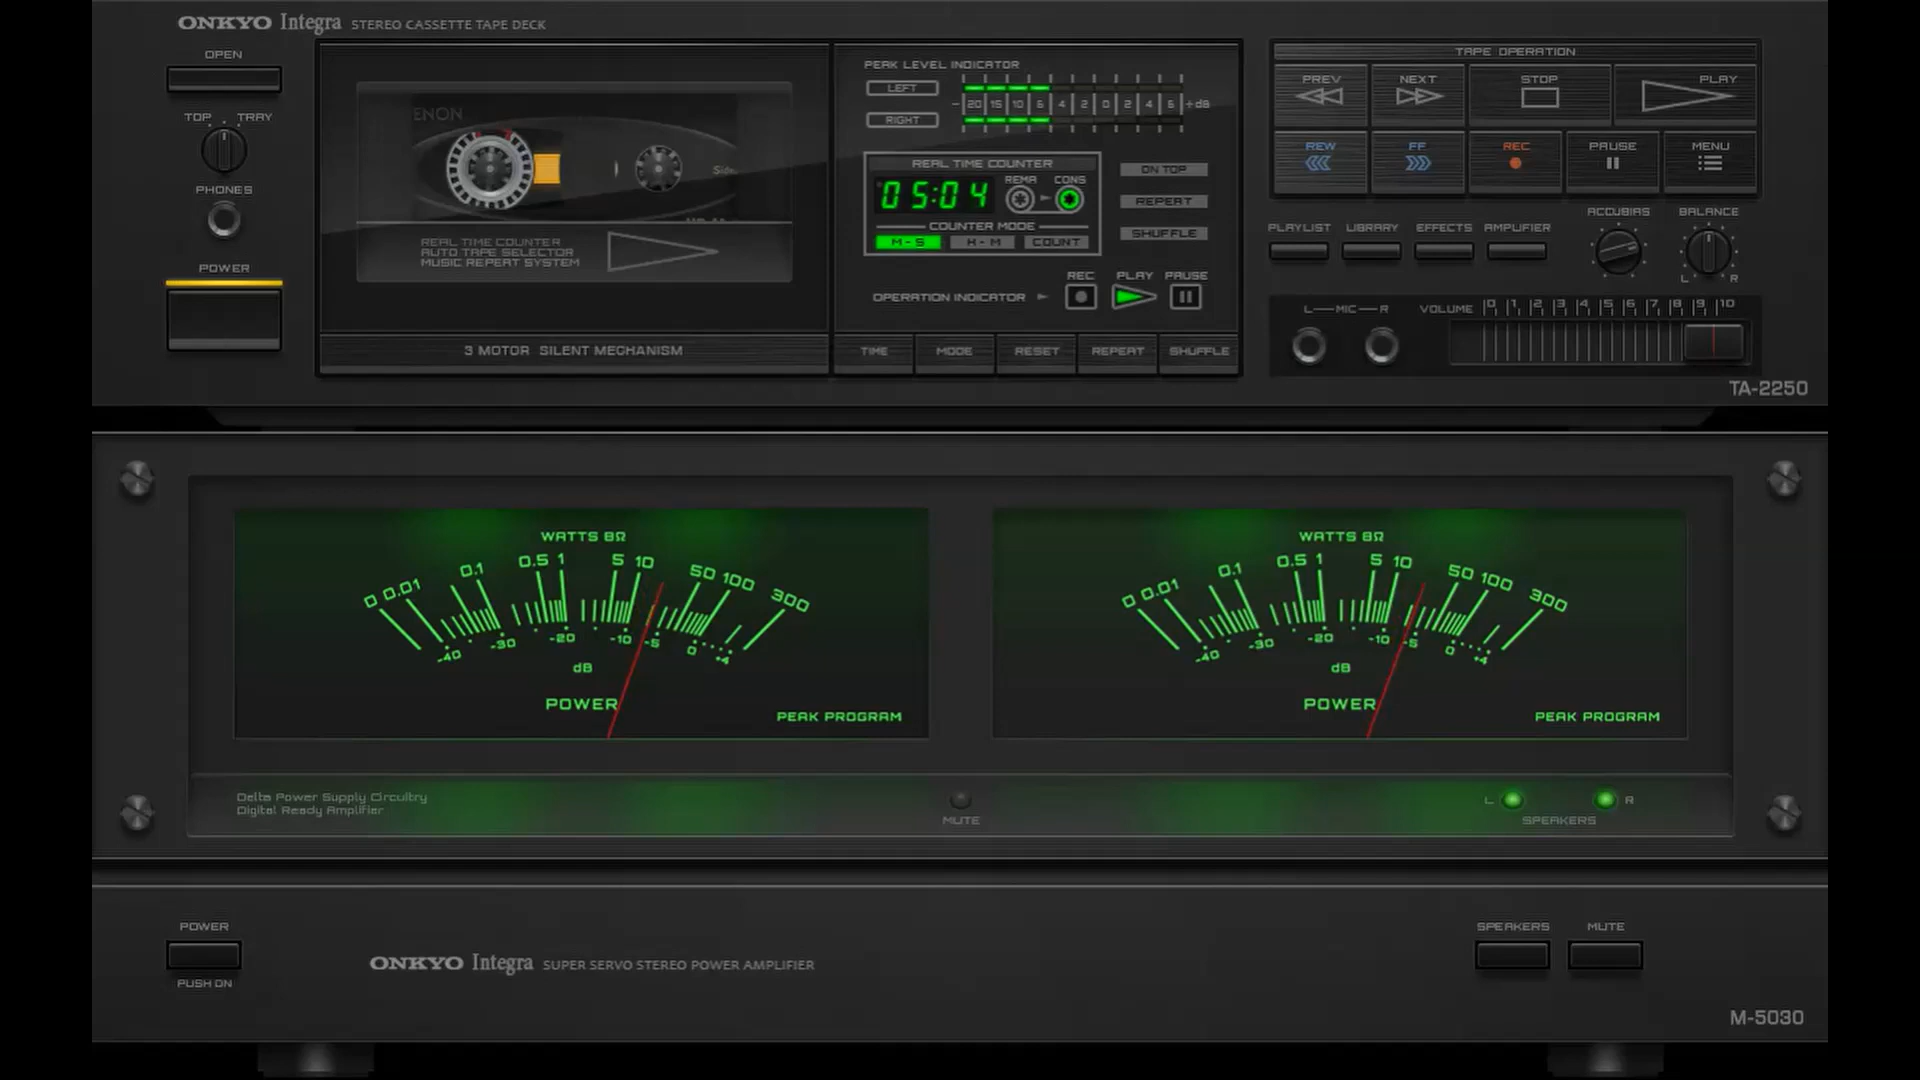 ONKYO Integra STEREO CASSETTE TAPE DECK
OPEN
TOP TRAY
PHONES
POWER
REAL TIME COUNTER
AUTO TAPE SELECTOR
MUSIC REPEAT SYSTEM
3 MOTOR SILENT MECHANISM
PEAK LEVEL INDICATOR
LEFT
- 20 15 10 6 4 2 0 2 4 6 +dB
RIGHT
REAL TIME COUNTER
05:04 REMA CONS
COUNTER MODE
M-S H-M COUNT
ON TOP
REPEAT
SHUFFLE
REC PLAY PAUSE
OPERATION INDICATOR
TIME MODE RESET REPEAT SHUFFLE
TAPE OPERATION
PREV NEXT STOP PLAY
REW FF REC PAUSE MENU
PLAYLIST LIBRARY EFFECTS AMPLIFIER
ACCUBIAS BALANCE
L R
L MIC R
VOLUME 0 1 2 3 4 5 6 7 8 9 10
TA-2250
WATTS 8Ω
0 0.01 0.1 0.5 1 5 10 50 100 300
-40 -30 -20 -10 -5 0 +4
dB
POWER
PEAK PROGRAM
WATTS 8Ω
0 0.01 0.1 0.5 1 5 10 50 100 300
-40 -30 -20 -10 -5 0 +4
dB
POWER
PEAK PROGRAM
Delta Power Supply Circuitry
Digital Ready Amplifier
MUTE
L R
SPEAKERS
POWER
PUSH ON
ONKYO Integra SUPER SERVO STEREO POWER AMPLIFIER
SPEAKERS MUTE
M-5030